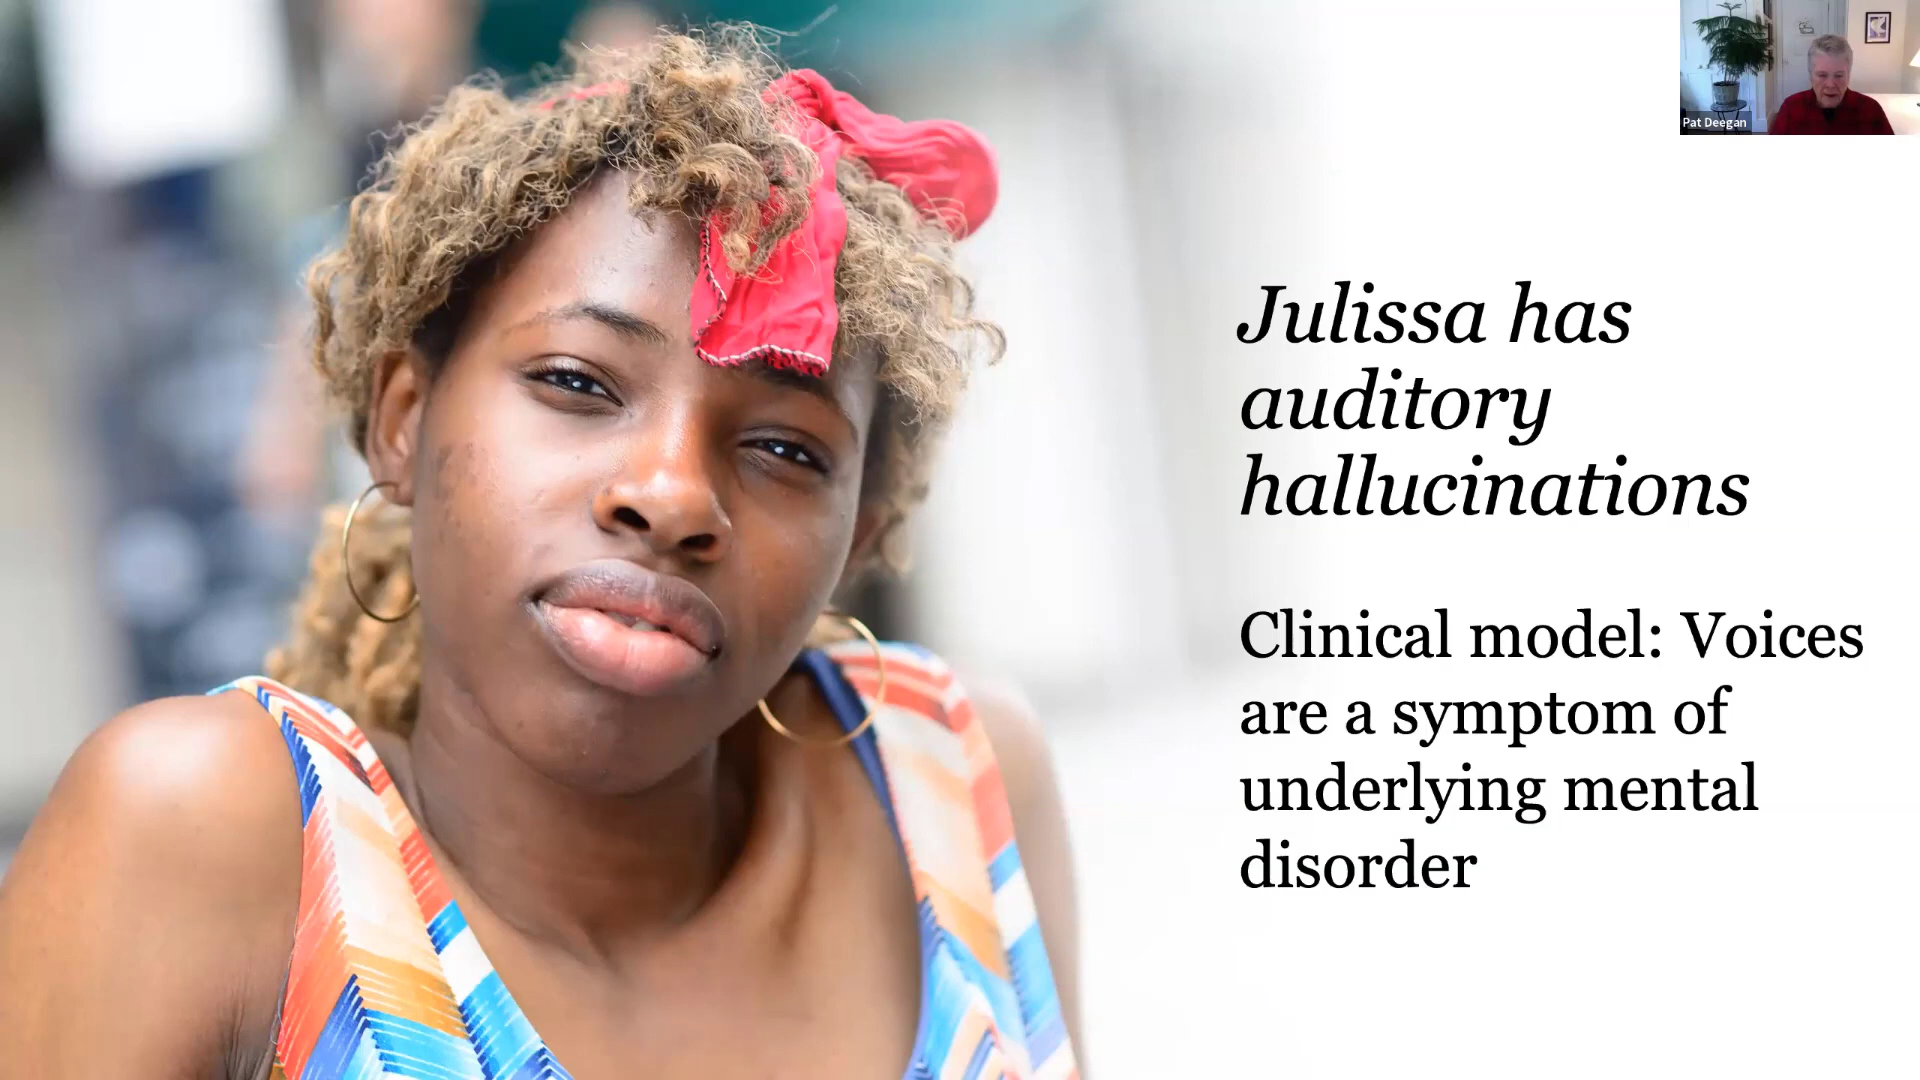 Pat Deegan
Julissa has
auditory
hallucinations
Clinical model: Voices
are a symptom of
underlying mental
disorder